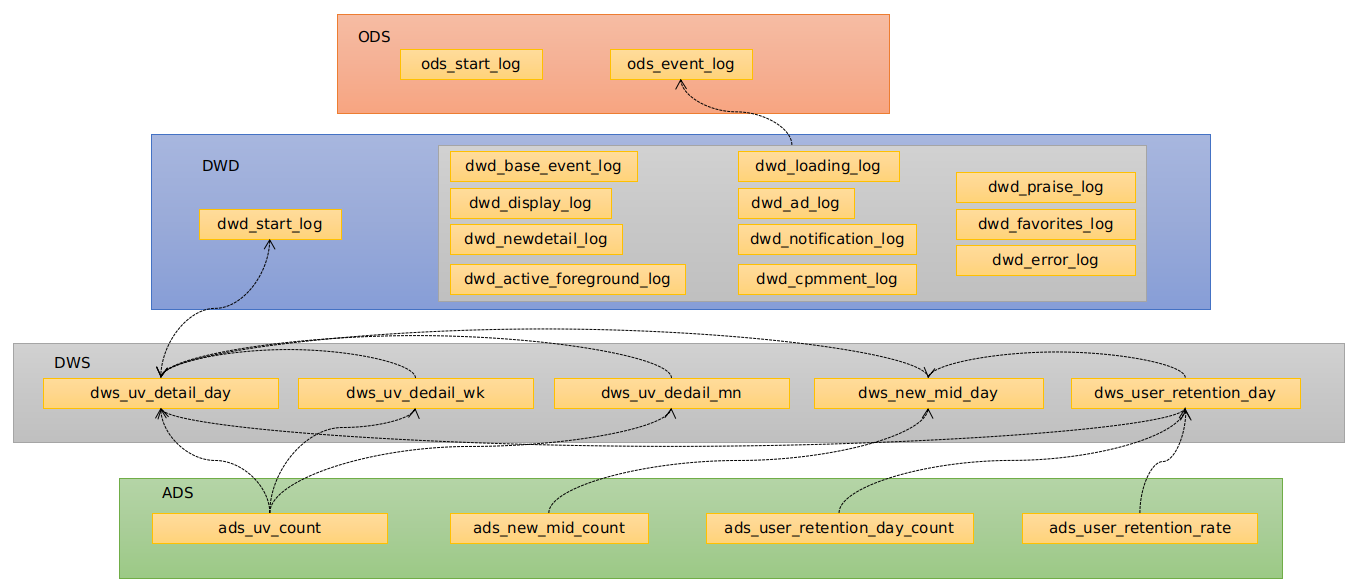 ODS
ods_start_log
ods_event_log
DWD
dwd_start_log
dwd_base_event_log
dwd_display_log
dwd_newdetail_log
dwd_active_foreground_log
dwd_loading_log
dwd_ad_log
dwd_notification_log
dwd_cpmment_log
dwd_praise_log
dwd_favorites_log
dwd_error_log
DWS
dws_uv_detail_day
dws_uv_dedail_wk
dws_uv_dedail_mn
dws_new_mid_day
dws_user_retention_day
ADS
ads_uv_count
ads_new_mid_count
ads_user_retention_day_count
ads_user_retention_rate